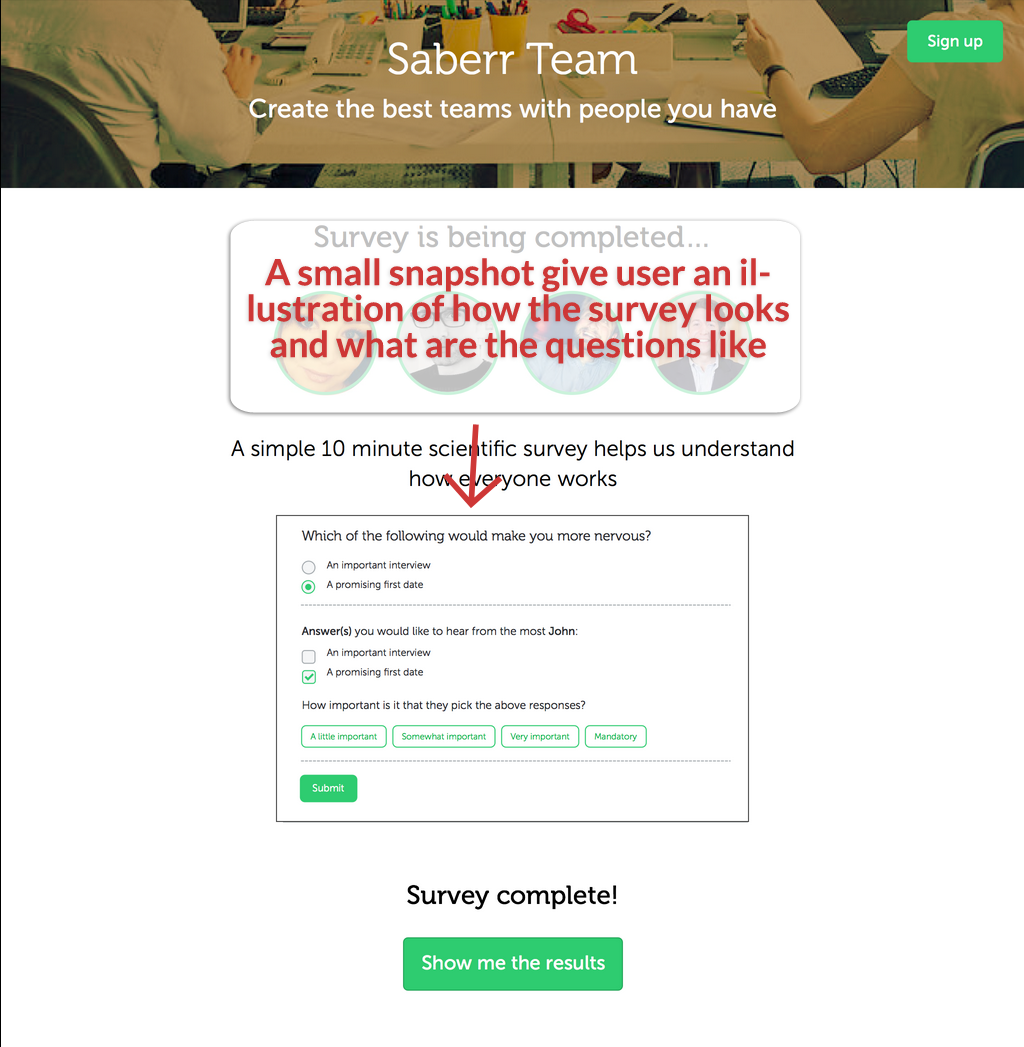 Saberr Team
Sign up
Create the best teams with people you have
Survey is being completed...
A small snapshot give user an il-
lustration of how the survey looks
and what are the questions like
A simple 10 minute scientific survey helps us understand
how everyone works
Which of the following would make you more nervous?
An important interview
A promising first date
Answer(s) you would like to hear from the most John:
An important interview
A promising first date
How important is it that they pick the above responses?
A little important Somewhat important Very important Mandatory
Submit
Survey complete!
Show me the results